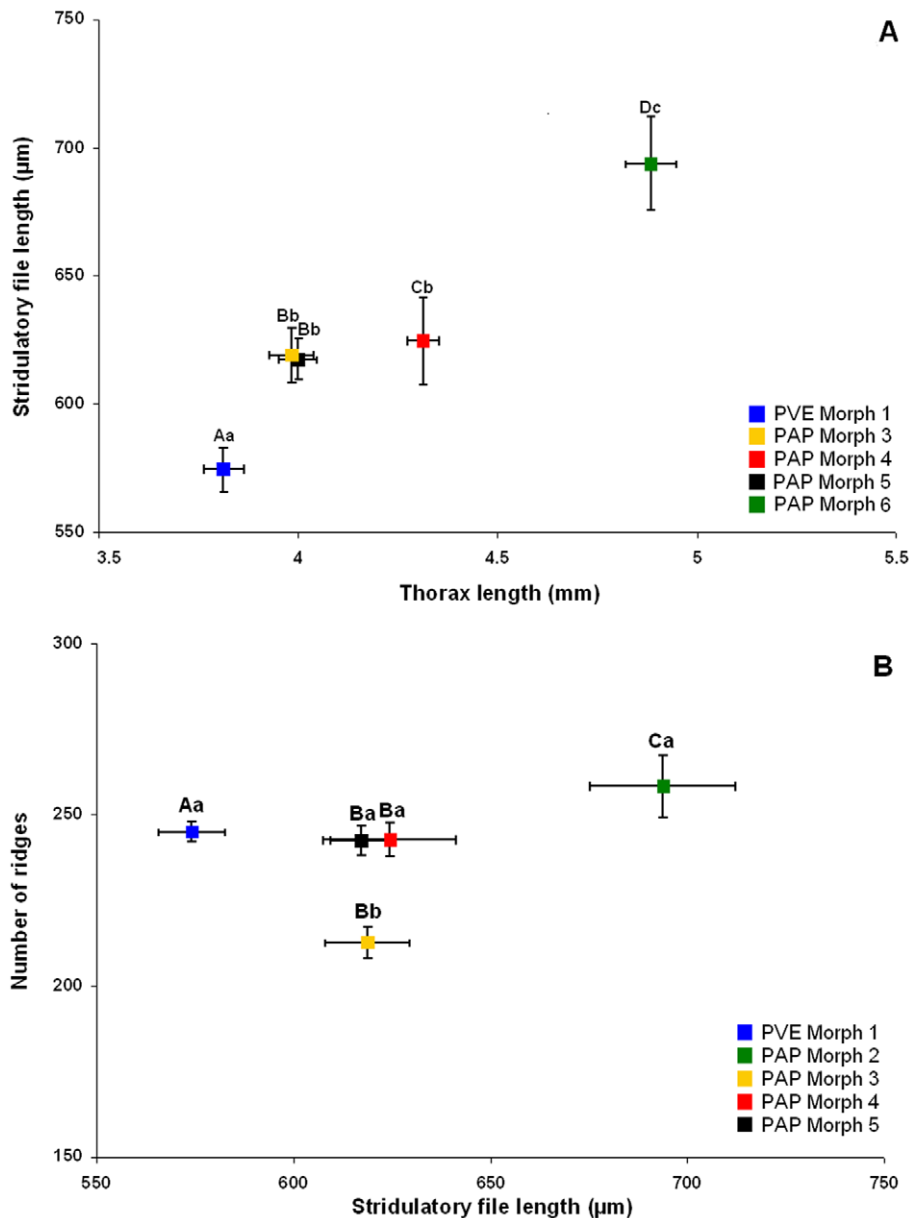 A
750
700
650
600
550
Stridulatory file length (µm)
Dc
Cb
Bb
Bb
Aa
PVE Morph 1
PAP Morph 3
PAP Morph 4
PAP Morph 5
PAP Morph 6
3.5 4 4.5 5 5.5
Thorax length (mm)
B
300
250
200
150
Number of ridges
Ca
Aa
Ba Ba
Bb
PVE Morph 1
PAP Morph 2
PAP Morph 3
PAP Morph 4
PAP Morph 5
550 600 650 700 750
Stridulatory file length (µm)